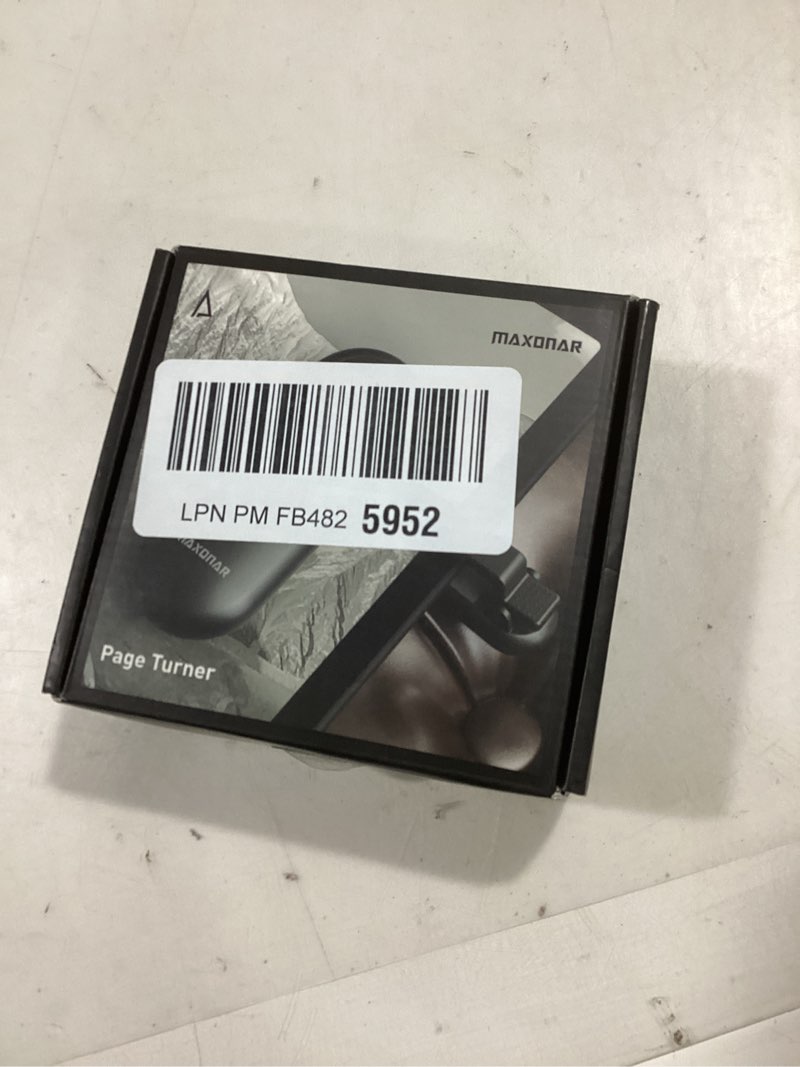 MAXONAR
LPN PM FB482 5952
MAXONAR
Page Turner